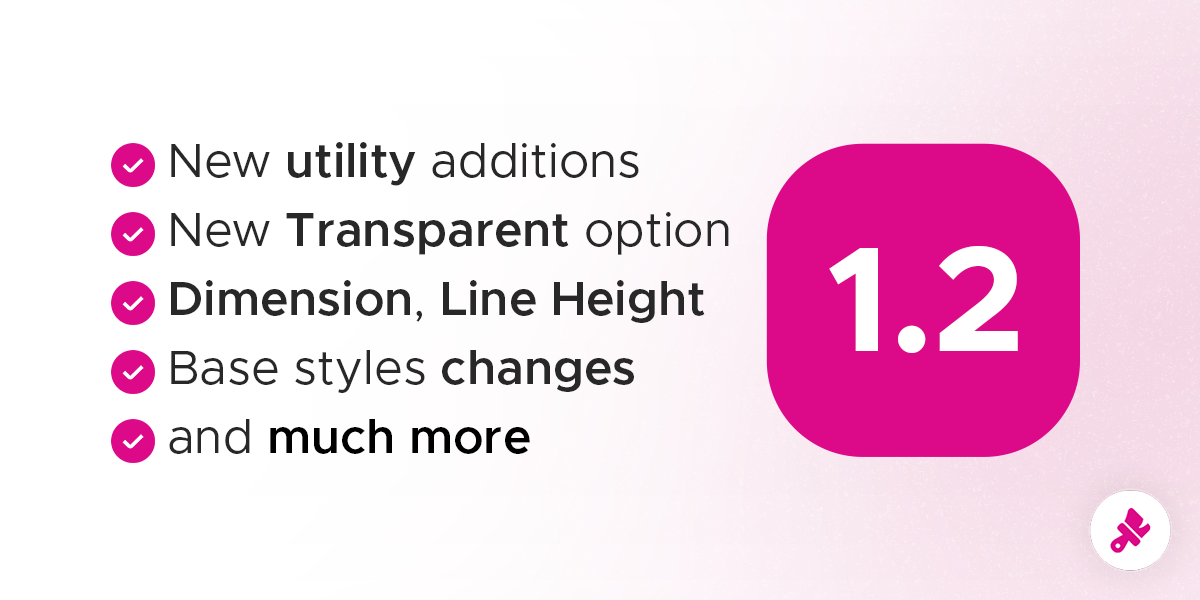 New utility additions
New Transparent option
Dimension, Line Height
Base styles changes
and much more
1.2